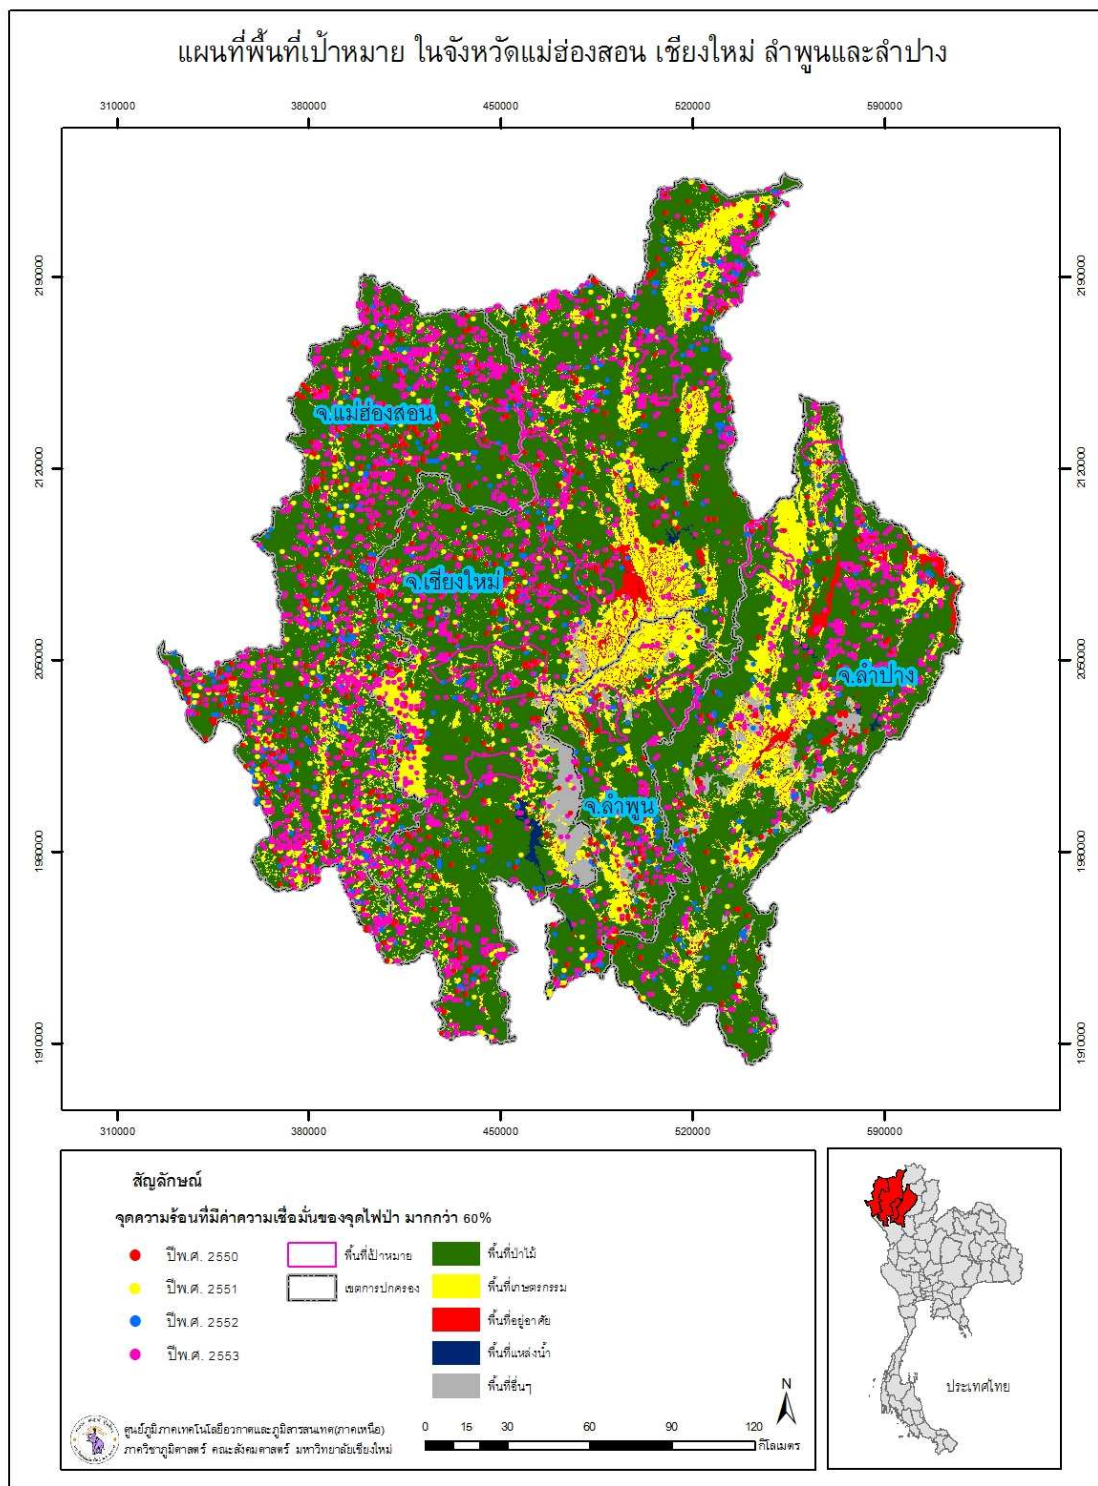 แผนที่พื้นที่เป้าหมาย ในจังหวัดแม่ฮ่องสอน เชียงใหม่ ลำพูนและลำปาง
310000 380000 450000 520000 590000
2190000 2190000
จ.แม่ฮ่องสอน
2120000 2120000
จ.เชียงใหม่
2050000 2050000
จ.ลำปาง
จ.ลำพูน
1980000 1980000
1910000 1910000
310000 380000 450000 520000 590000
สัญลักษณ์
จุดความร้อนที่มีค่าความเชื่อมั่นของจุดไฟป่า มากกว่า 60%
ปีพ.ศ. 2550 พื้นที่เป้าหมาย พื้นที่ป่าไม้
ปีพ.ศ. 2551 เขตการปกครอง พื้นที่เกษตรกรรม
ปีพ.ศ. 2552 พื้นที่อยู่อาศัย
ปีพ.ศ. 2553 พื้นที่แหล่งน้ำ
พื้นที่อื่นๆ
N
ประเทศไทย
0 15 30 60 90 120
กิโลเมตร
ศูนย์ภูมิภาคเทคโนโลยีอวกาศและภูมิสารสนเทศ(ภาคเหนือ)
ภาควิชาภูมิศาสตร์ คณะสังคมศาสตร์ มหาวิทยาลัยเชียงใหม่